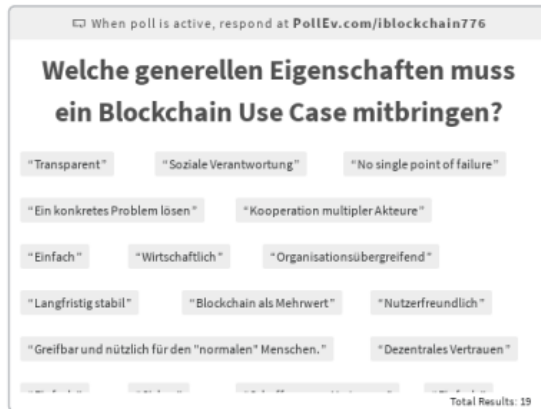 When poll is active, respond at PollEv.com/iblockchain776
Welche generellen Eigenschaften muss
ein Blockchain Use Case mitbringen?
“Transparent” “Soziale Verantwortung” “No single point of failure”
“Ein konkretes Problem lösen” “Kooperation multipler Akteure”
“Einfach” “Wirtschaftlich” “Organisationsübergreifend”
“Langfristig stabil” “Blockchain als Mehrwert” “Nutzerfreundlich”
“Greifbar und nützlich für den "normalen" Menschen.” “Dezentrales Vertrauen”
Total Results: 19